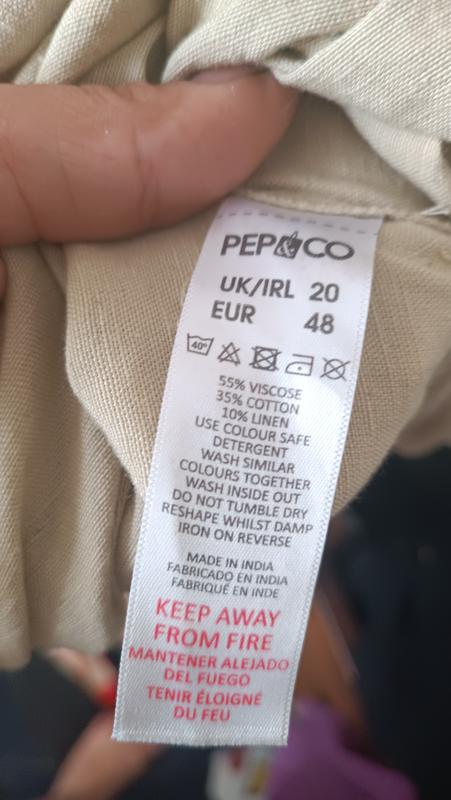 PEP&CO
UK/IRL 20
EUR 48
40°
55% VISCOSE
35% COTTON
10% LINEN
USE COLOUR SAFE
DETERGENT
WASH SIMILAR
COLOURS TOGETHER
WASH INSIDE OUT
DO NOT TUMBLE DRY
RESHAPE WHILST DAMP
IRON ON REVERSE
MADE IN INDIA
FABRICADO EN INDIA
FABRIQUÉ EN INDE
KEEP AWAY
FROM FIRE
MANTENER ALEJADO
DEL FUEGO
TENIR ÉLOIGNÉ
DU FEU